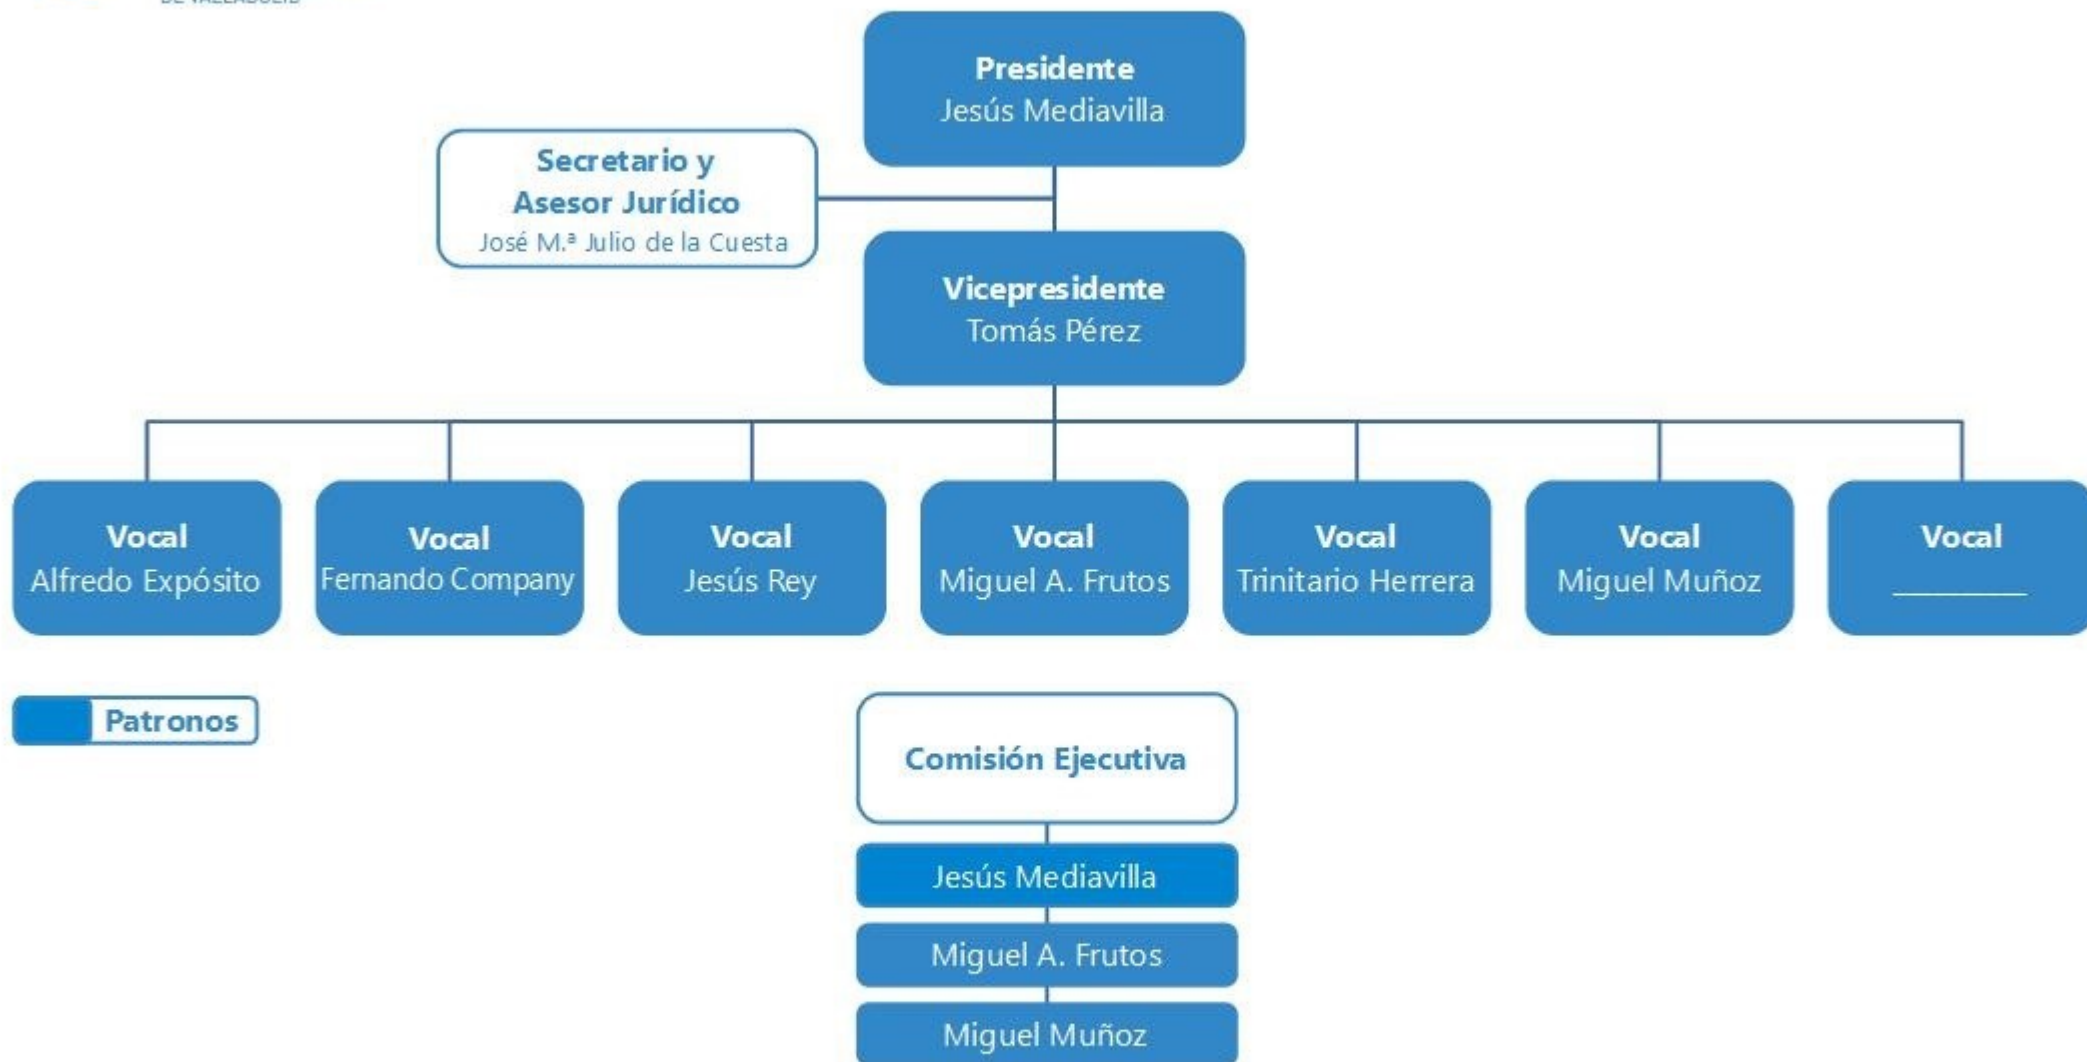 DE VALLADOLID
Presidente
Jesús Mediavilla
Secretario y
Asesor Jurídico
José M.ª Julio de la Cuesta
Vicepresidente
Tomás Pérez
Vocal
Alfredo Expósito
Vocal
Fernando Company
Vocal
Jesús Rey
Vocal
Miguel A. Frutos
Vocal
Trinitario Herrera
Vocal
Miguel Muñoz
Vocal
Patronos
Comisión Ejecutiva
Jesús Mediavilla
Miguel A. Frutos
Miguel Muñoz